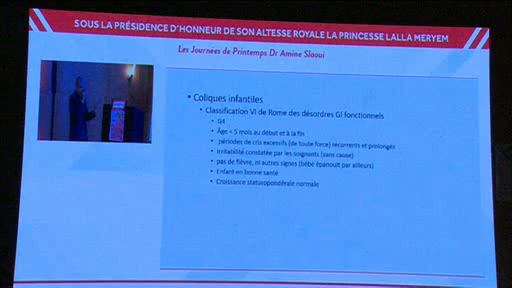 SOUS LA PRÉSIDENCE D'HONNEUR DE SON ALTESSE ROYALE LA PRINCESSE LALLA MERYEM
Les Journées de Printemps Dr Amine Slaoui
• Coliques infantiles
• Classification VI de Rome des désordres GI fonctionnels
• G4
• Âge < 5 mois au début et à la fin
• périodes de cris excessifs (de toute force) récurrents et prolongés
• Irritabilité constatée par les soignants (sans cause)
• pas de fièvre, ni autres signes (bébé épanouit par ailleurs)
• Enfant en bonne santé
• Croissance staturopondérale normale